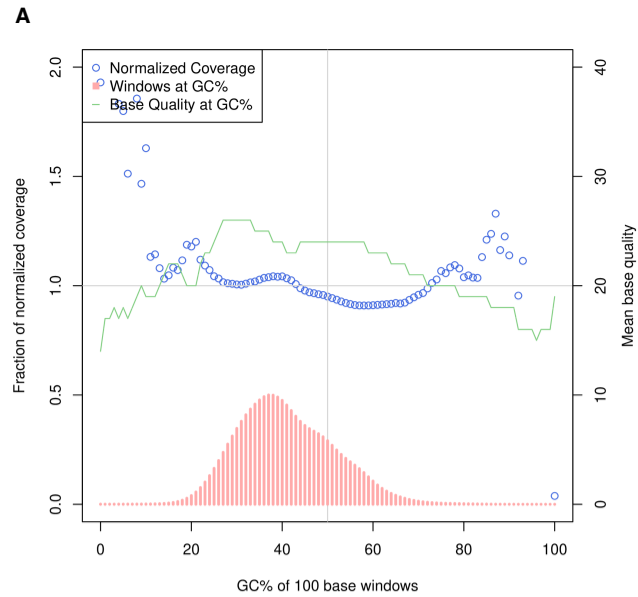 A
Normalized Coverage
Windows at GC%
Base Quality at GC%
2.0
1.5
1.0
0.5
0.0
Fraction of normalized coverage
40
30
20
10
0
Mean base quality
0
20
40
60
80
100
GC% of 100 base windows